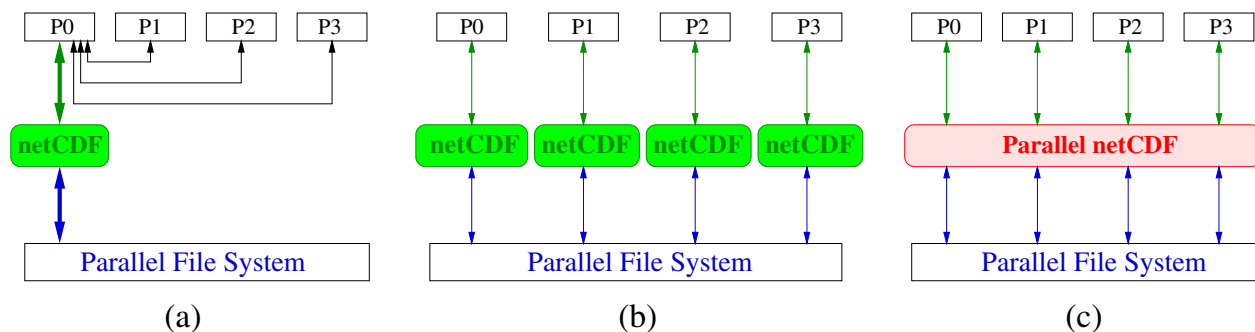 P0 P1 P2 P3
netCDF
Parallel File System
(a)
P0 P1 P2 P3
netCDF netCDF netCDF netCDF
Parallel File System
(b)
P0 P1 P2 P3
Parallel netCDF
Parallel File System
(c)